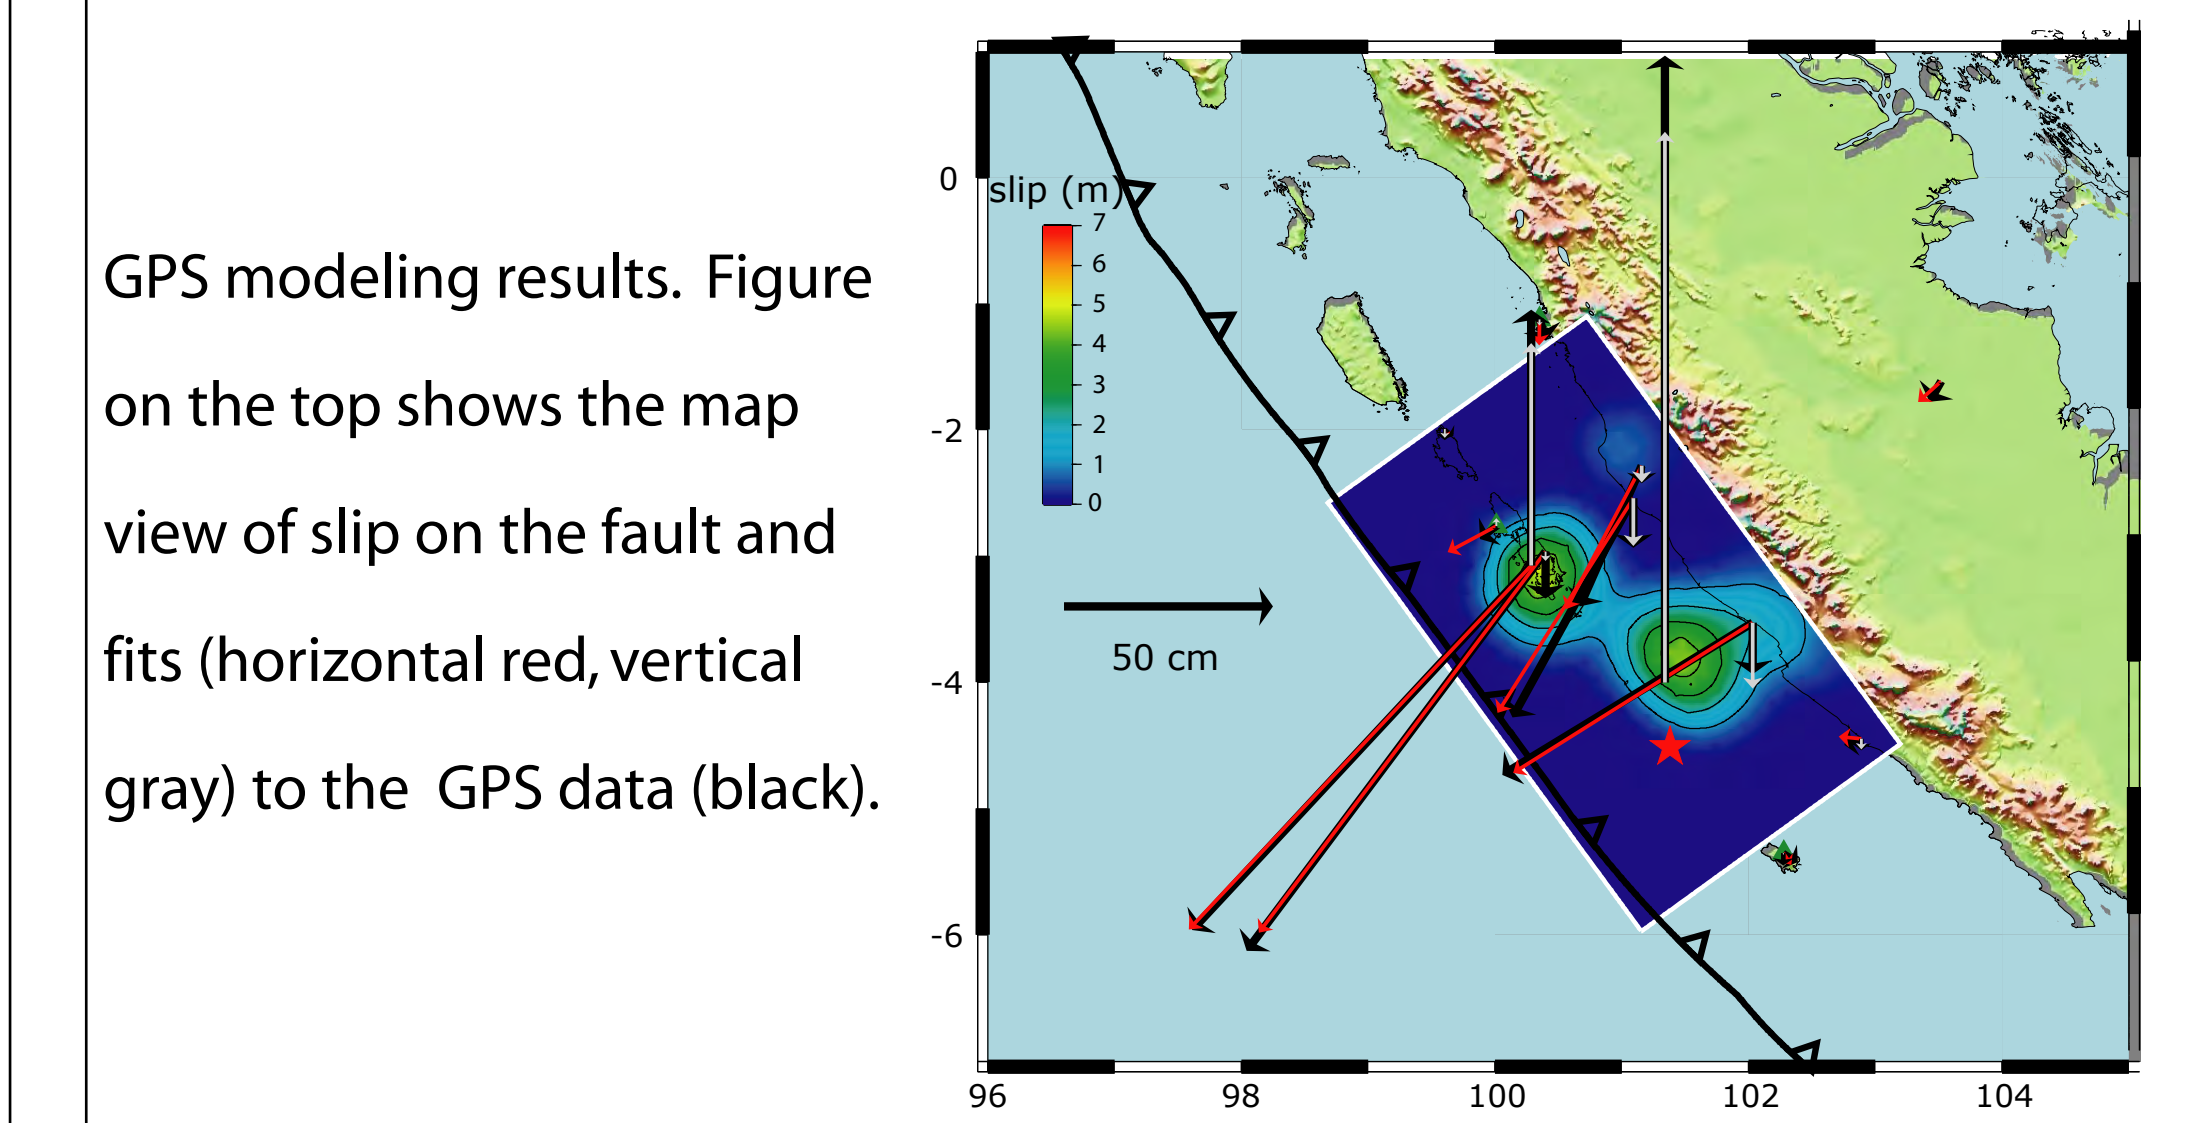 GPS modeling results. Figure
on the top shows the map
view of slip on the fault and
fits (horizontal red, vertical
gray) to the GPS data (black).
slip (m)
7
6
5
4
3
2
1
0
50 cm
0
-2
-4
-6
96
98
100
102
104